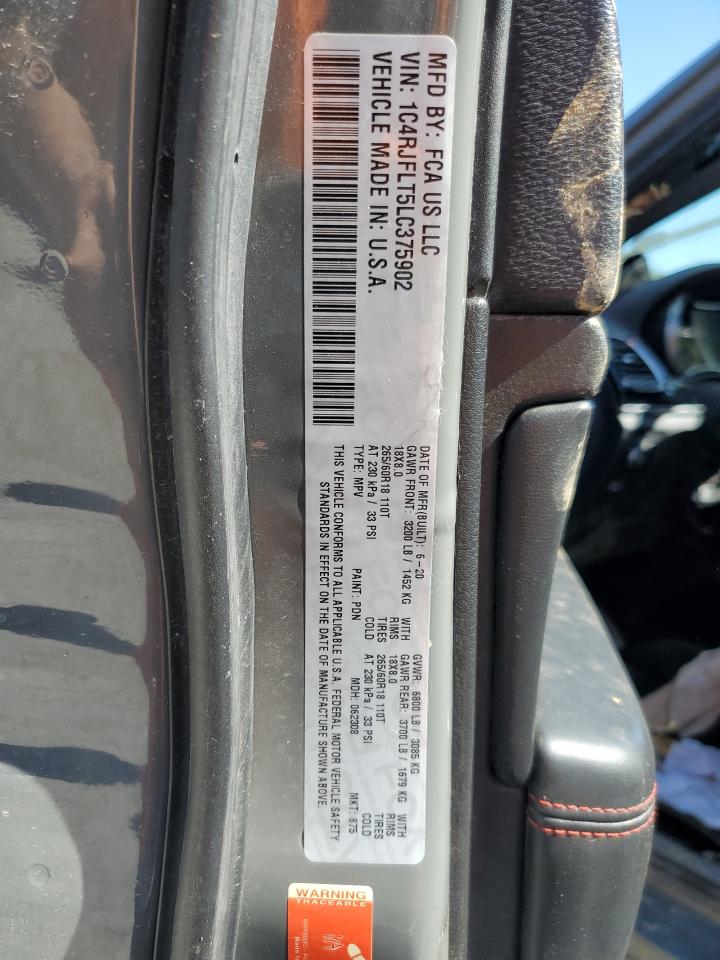 MFD BY: FCA US LLC
VIN: 1C4RJFLT5LC375902
VEHICLE MADE IN: U.S.A.
DATE OF MFR(BUILT): 6-20 GVWR: 6800 LB / 3085 KG
GAWR FRONT: 3200 LB / 1452 KG WITH GAWR REAR: 3700 LB / 1679 KG WITH
18X8.0 RIMS 18X8.0 RIMS
265/60R18 110T TIRES 265/60R18 110T TIRES
AT 230 kPa / 33 PSI COLD AT 230 kPa / 33 PSI COLD
TYPE: MPV PAINT: PDN MDH: 062308 MKT: 875
THIS VEHICLE CONFORMS TO ALL APPLICABLE U.S.A. FEDERAL MOTOR VEHICLE SAFETY
STANDARDS IN EFFECT ON THE DATE OF MANUFACTURE SHOWN ABOVE.
WARNING
TRACEABLE
WARNING
Made